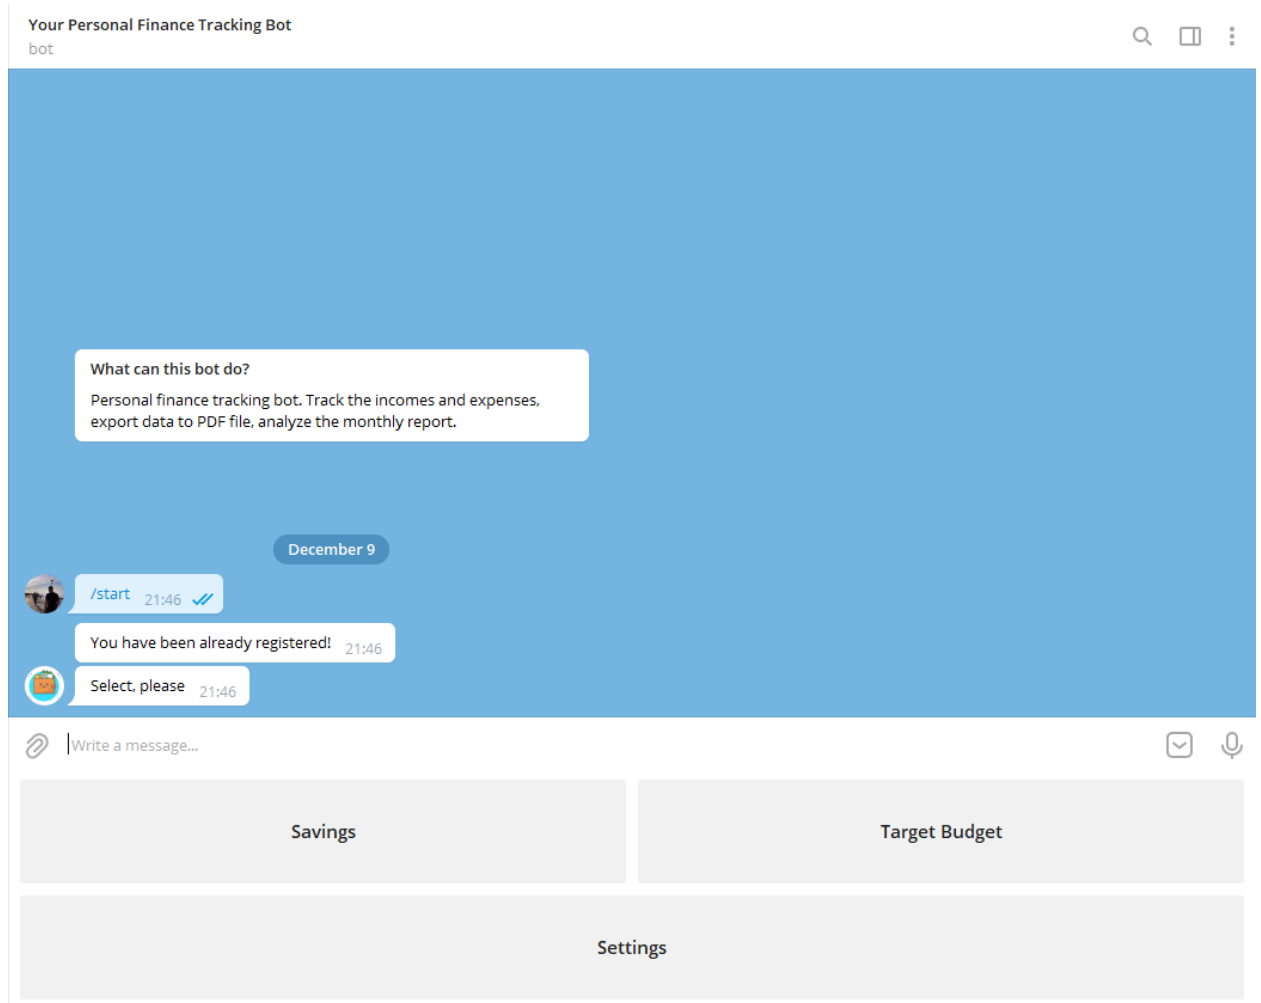 Your Personal Finance Tracking Bot
bot
What can this bot do?
Personal finance tracking bot. Track the incomes and expenses,
export data to PDF file, analyze the monthly report.
December 9
/start 21:46
You have been already registered! 21:46
Select, please 21:46
Write a message...
Savings
Target Budget
Settings